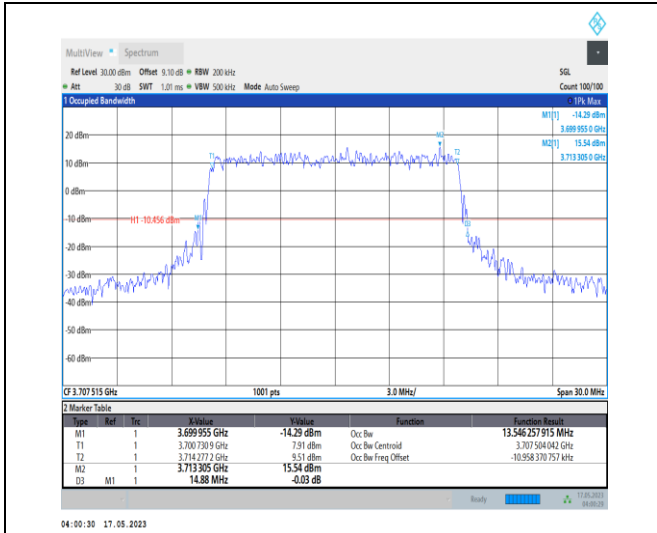 MultiView Spectrum
Ref Level 30.00 dBm Offset 9.10 dB RBW 200 kHz SGL
Att 30 dB SWT 1.01 ms VBW 500 kHz Mode Auto Sweep Count 100/100
1 Occupied Bandwidth 1Pk Max
M1[1] -14.29 dBm
3.699 955 0 GHz
M2[1] 15.54 dBm
3.713 305 0 GHz
20 dBm
M2
T1
T2
10 dBm
0 dBm
-10 dBm
H1 -10.456 dBm
M1
D3
-20 dBm
-30 dBm
-40 dBm
-50 dBm
-60 dBm
CF 3.707 515 GHz 1001 pts 3.0 MHz/ Span 30.0 MHz
2 Marker Table
Type Ref Trc X-Value Y-Value Function Function Result
M1 1 3.699 955 GHz -14.29 dBm Occ Bw 13.546 257 915 MHz
T1 1 3.700 730 9 GHz 7.91 dBm Occ Bw Centroid 3.707 504 042 GHz
T2 1 3.714 277 2 GHz 9.51 dBm Occ Bw Freq Offset -10.958 370 757 kHz
M2 1 3.713 305 GHz 15.54 dBm
D3 M1 1 14.88 MHz -0.03 dB
Ready 17.05.2023
04:00:29
04:00:30 17.05.2023